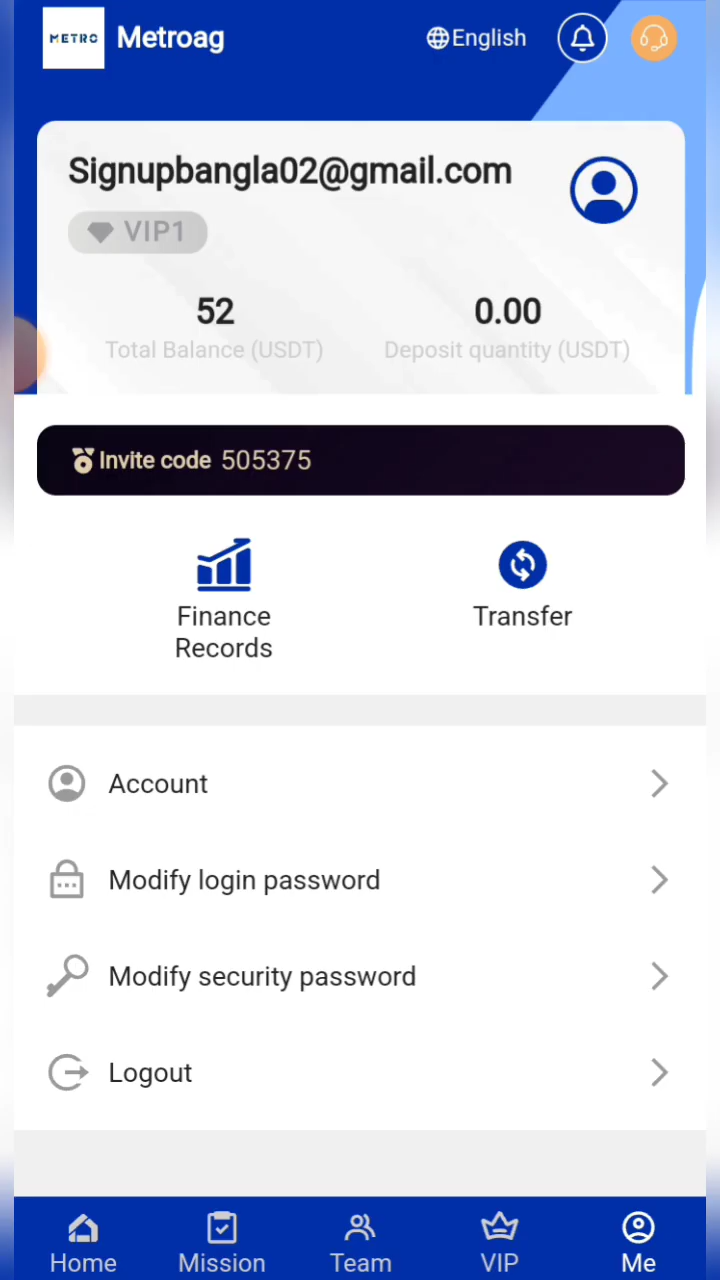 METRO
Metroag
English
Signupbangla02@gmail.com
VIP1
52
0.00
Total Balance (USDT)
Deposit quantity (USDT)
Invite code 505375
Finance
Records
Transfer
Account
Modify login password
Modify security password
Logout
Home
Mission
Team
VIP
Me